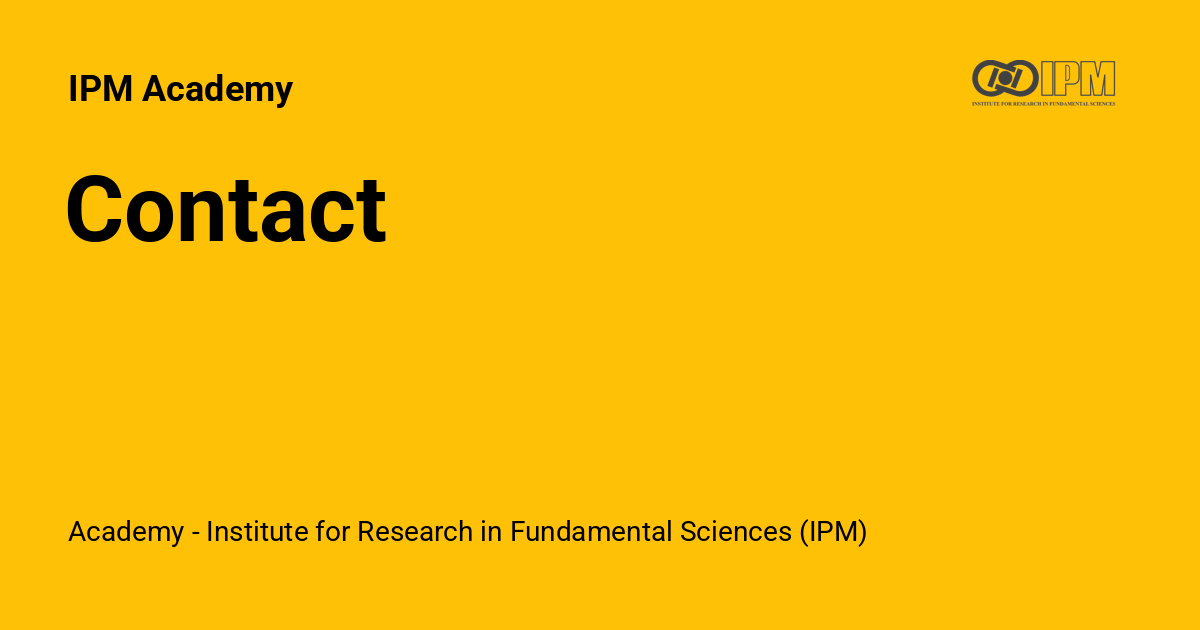 IPM Academy
IPM
INSTITUTE FOR RESEARCH IN FUNDAMENTAL SCIENCES
Contact
Academy - Institute for Research in Fundamental Sciences (IPM)